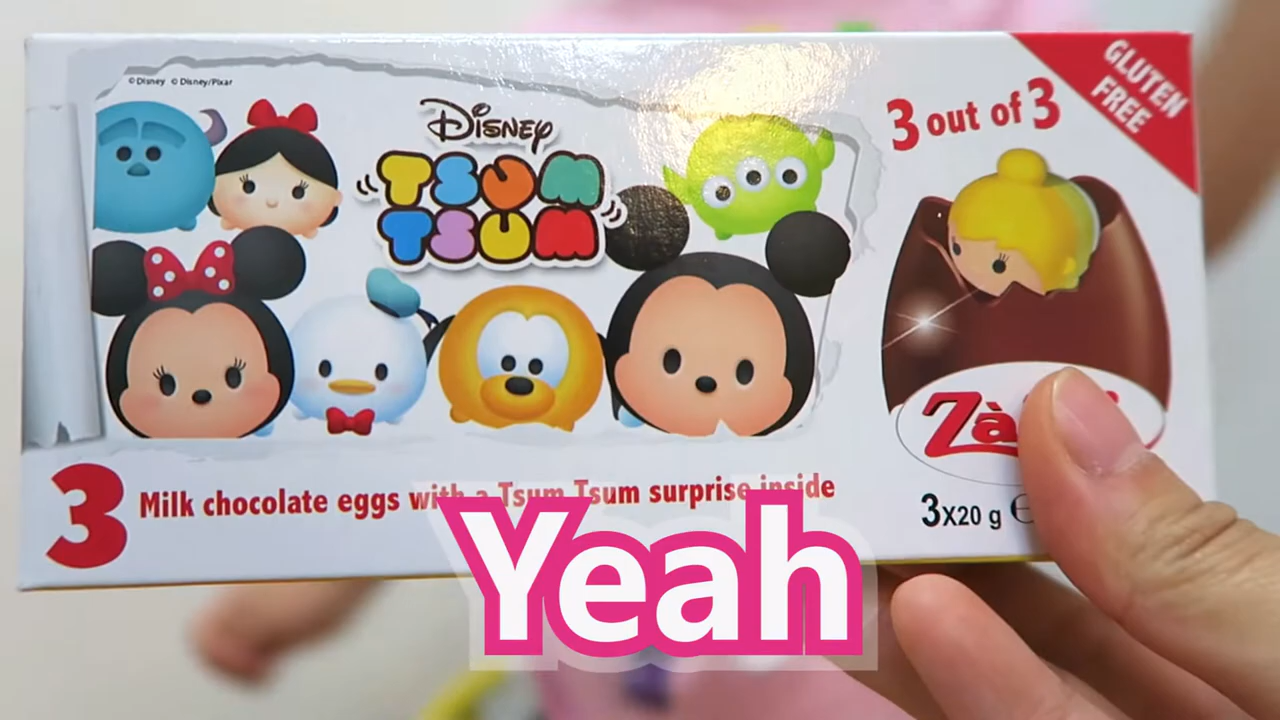 © Disney © Disney/Pixar
GLUTEN
FREE
3 out of 3
Disney
TSUM
TSUM
3 Milk chocolate eggs with a Tsum Tsum surprise inside
3x20 g e
Yeah